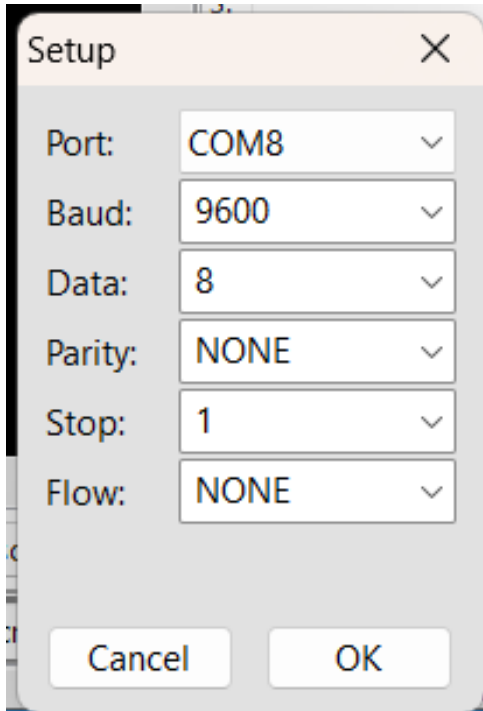 Setup
Port: COM8
Baud: 9600
Data: 8
Parity: NONE
Stop: 1
Flow: NONE
Cancel OK